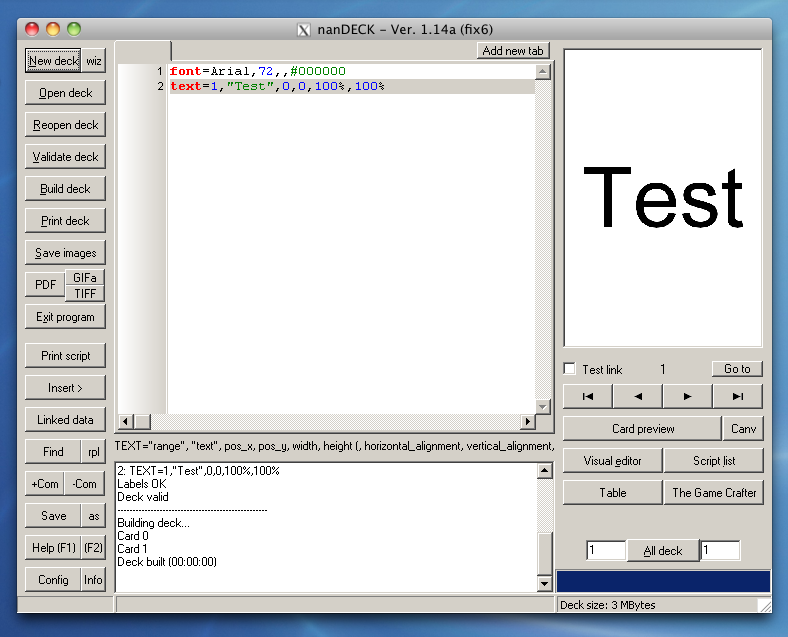 nanDECK - Ver. 1.14a (fix6)
New deck wiz
Open deck
Reopen deck
Validate deck
Build deck
Print deck
Save images
PDF GIFa
TIFF
Exit program
Print script
Insert >
Linked data
Find rpl
+Com -Com
Save as
Help (F1) (F2)
Config Info
Add new tab
1 font=Arial,72,,#000000
2 text=1,"Test",0,0,100%,100%
TEXT="range", "text", pos_x, pos_y, width, height (, horizontal_alignment, vertical_alignment,
2: TEXT=1,"Test",0,0,100%,100%
Labels OK
Deck valid
--------------------------------------------------
Building deck...
Card 0
Card 1
Deck built (00:00:00)
Test
Test link 1 Go to
Card preview Canv
Visual editor Script list
Table The Game Crafter
1 All deck 1
Deck size: 3 MBytes